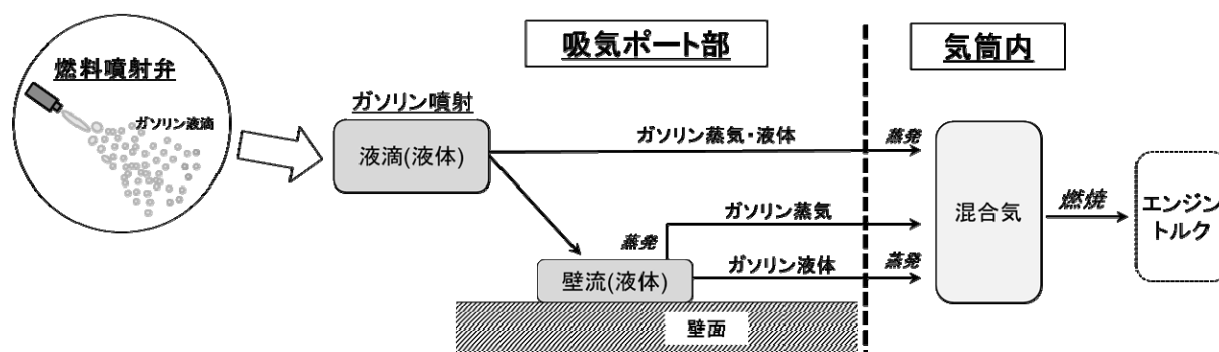 燃料噴射弁
ガソリン液滴
吸気ポート部
気筒内
ガソリン噴射
液滴(液体)
ガソリン蒸気・液体
蒸発
ガソリン蒸気
蒸発
壁流(液体)
ガソリン液体
蒸発
壁面
混合気
燃焼
エンジン
トルク